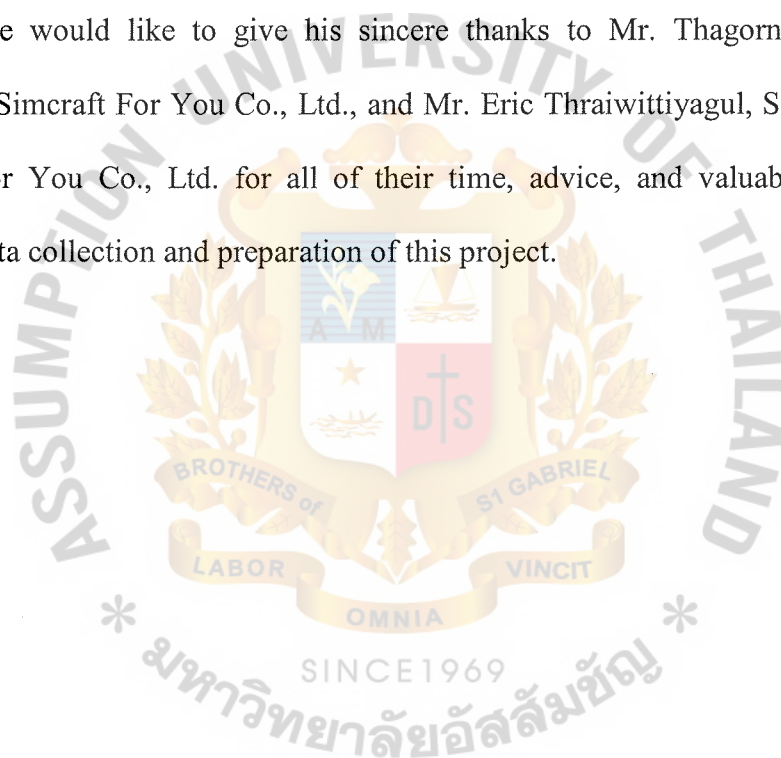 e would like to give his sincere thanks to Mr. Thagorn
Simcraft For You Co., Ltd., and Mr. Eric Thraiwittiyagul, S
r You Co., Ltd. for all of their time, advice, and valuab
ta collection and preparation of this project.
ASSUMPTION UNIVERSITY OF THAILAND
A M
D S
BROTHERS of
S1 GABRIEL
LABOR
VINCIT
OMNIA
SINCE1969
* มหาวิทยาลัยอัสสัมชัญ *